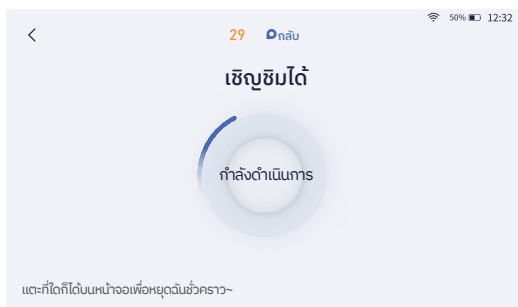 50% 12:32
29 กลับ
เชิญชิมได้
กำลังดำเนินการ
แตะที่ใดก็ได้บนหน้าจอเพื่อหยุดฉันชั่วคราว~